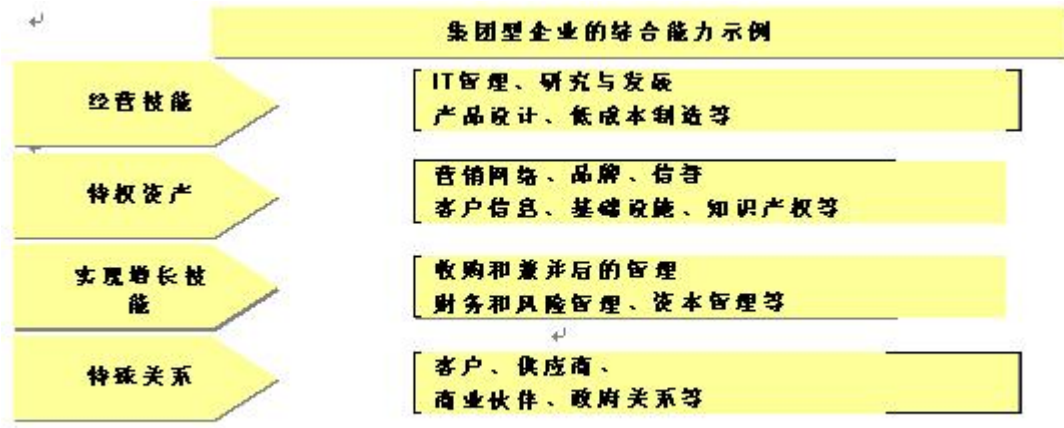 集团型企业的综合能力示例
经营技能
IT管理、研究与发展
产品设计、低成本制造等
特权资产
营销网络、品牌、信誉
客户信息、基础设施、知识产权等
实现增长技
能
收购和兼并后的管理
财务和风险管理、资本管理等
特殊关系
客户、供应商、
商业伙伴、政府关系等